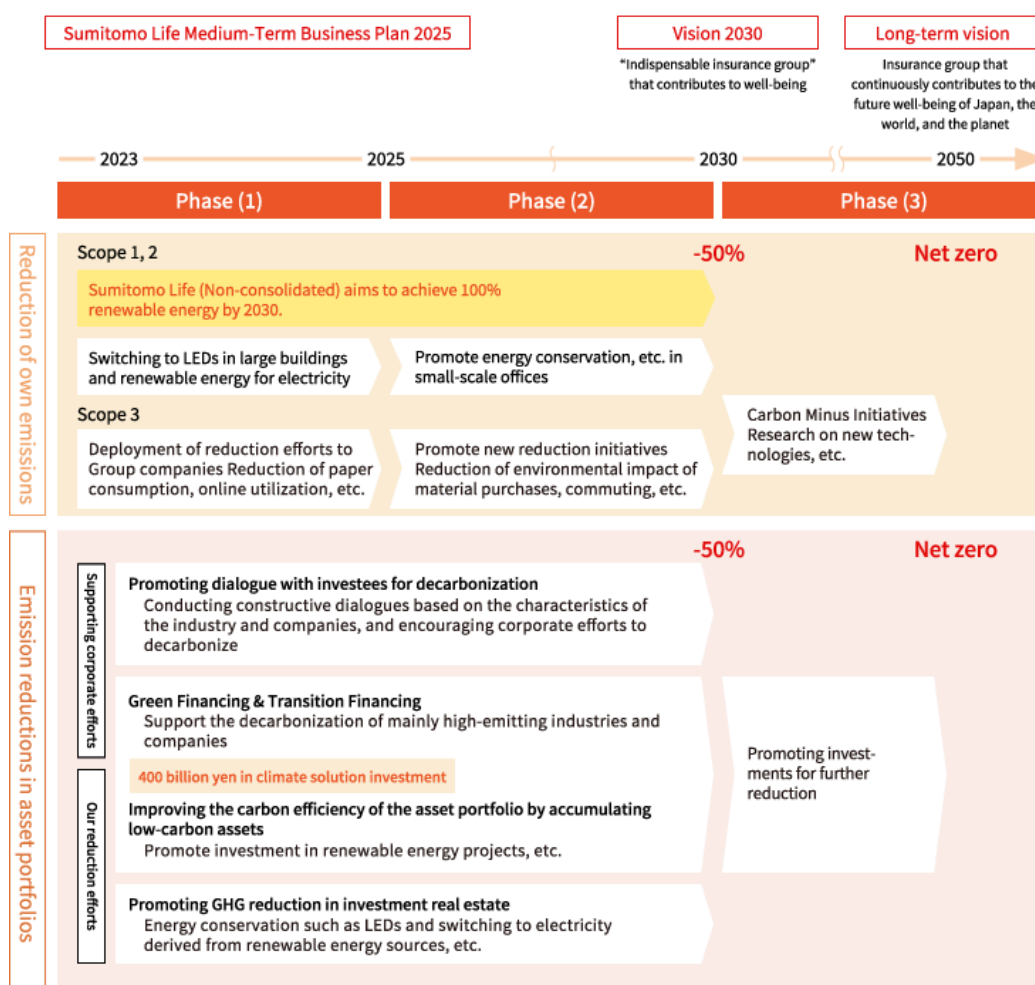 Sumitomo Life Medium-Term Business Plan 2025
Vision 2030
Long-term vision
“Indispensable insurance group”
that contributes to well-being
Insurance group that
continuously contributes to the
future well-being of Japan, the
world, and the planet
2023
2025
2030
2050
Phase (1)
Phase (2)
Phase (3)
Reduction of own emissions
Scope 1, 2
-50%
Net zero
Sumitomo Life (Non-consolidated) aims to achieve 100%
renewable energy by 2030.
Switching to LEDs in large buildings
and renewable energy for electricity
Promote energy conservation, etc. in
small-scale offices
Scope 3
Deployment of reduction efforts to
Group companies Reduction of paper
consumption, online utilization, etc.
Promote new reduction initiatives
Reduction of environmental impact of
material purchases, commuting, etc.
Carbon Minus Initiatives
Research on new tech-
nologies, etc.
Emission reductions in asset portfolios
-50%
Net zero
Supporting corporate efforts
Promoting dialogue with investees for decarbonization
Conducting constructive dialogues based on the characteristics of
the industry and companies, and encouraging corporate efforts to
decarbonize
Green Financing & Transition Financing
Support the decarbonization of mainly high-emitting industries and
companies
400 billion yen in climate solution investment
Our reduction efforts
Improving the carbon efficiency of the asset portfolio by accumulating
low-carbon assets
Promote investment in renewable energy projects, etc.
Promoting invest-
ments for further
reduction
Promoting GHG reduction in investment real estate
Energy conservation such as LEDs and switching to electricity
derived from renewable energy sources, etc.